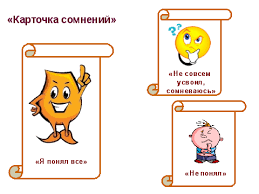 «Карточка сомнений»
«Не совсем
усвоил,
сомневаюсь»
«Я понял все»
«Не понял»